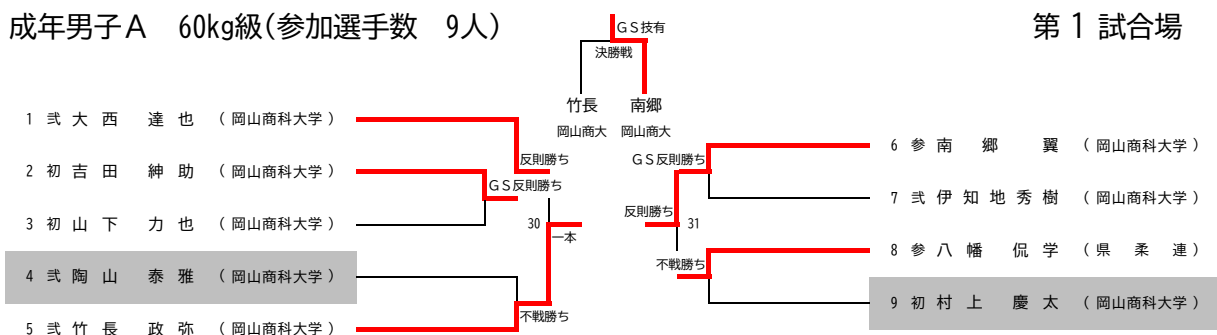 成年男子A 60kg級(参加選手数 9人)
第1試合場
GS技有
決勝戦
竹長 南郷
岡山商大 岡山商大
1 弐 大西 達也 (岡山商科大学)
2 初 吉田 紳助 (岡山商科大学)
3 初 山下 力也 (岡山商科大学)
4 弐 陶山 泰雅 (岡山商科大学)
5 弐 竹長 政弥 (岡山商科大学)
反則勝ち
GS反則勝ち
30
一本
不戦勝ち
6 参 南郷 翼 (岡山商科大学)
7 弐 伊知地秀樹 (岡山商科大学)
8 参 八幡 侃学 (県柔連)
9 初 村上 慶太 (岡山商科大学)
GS反則勝ち
反則勝ち
31
不戦勝ち